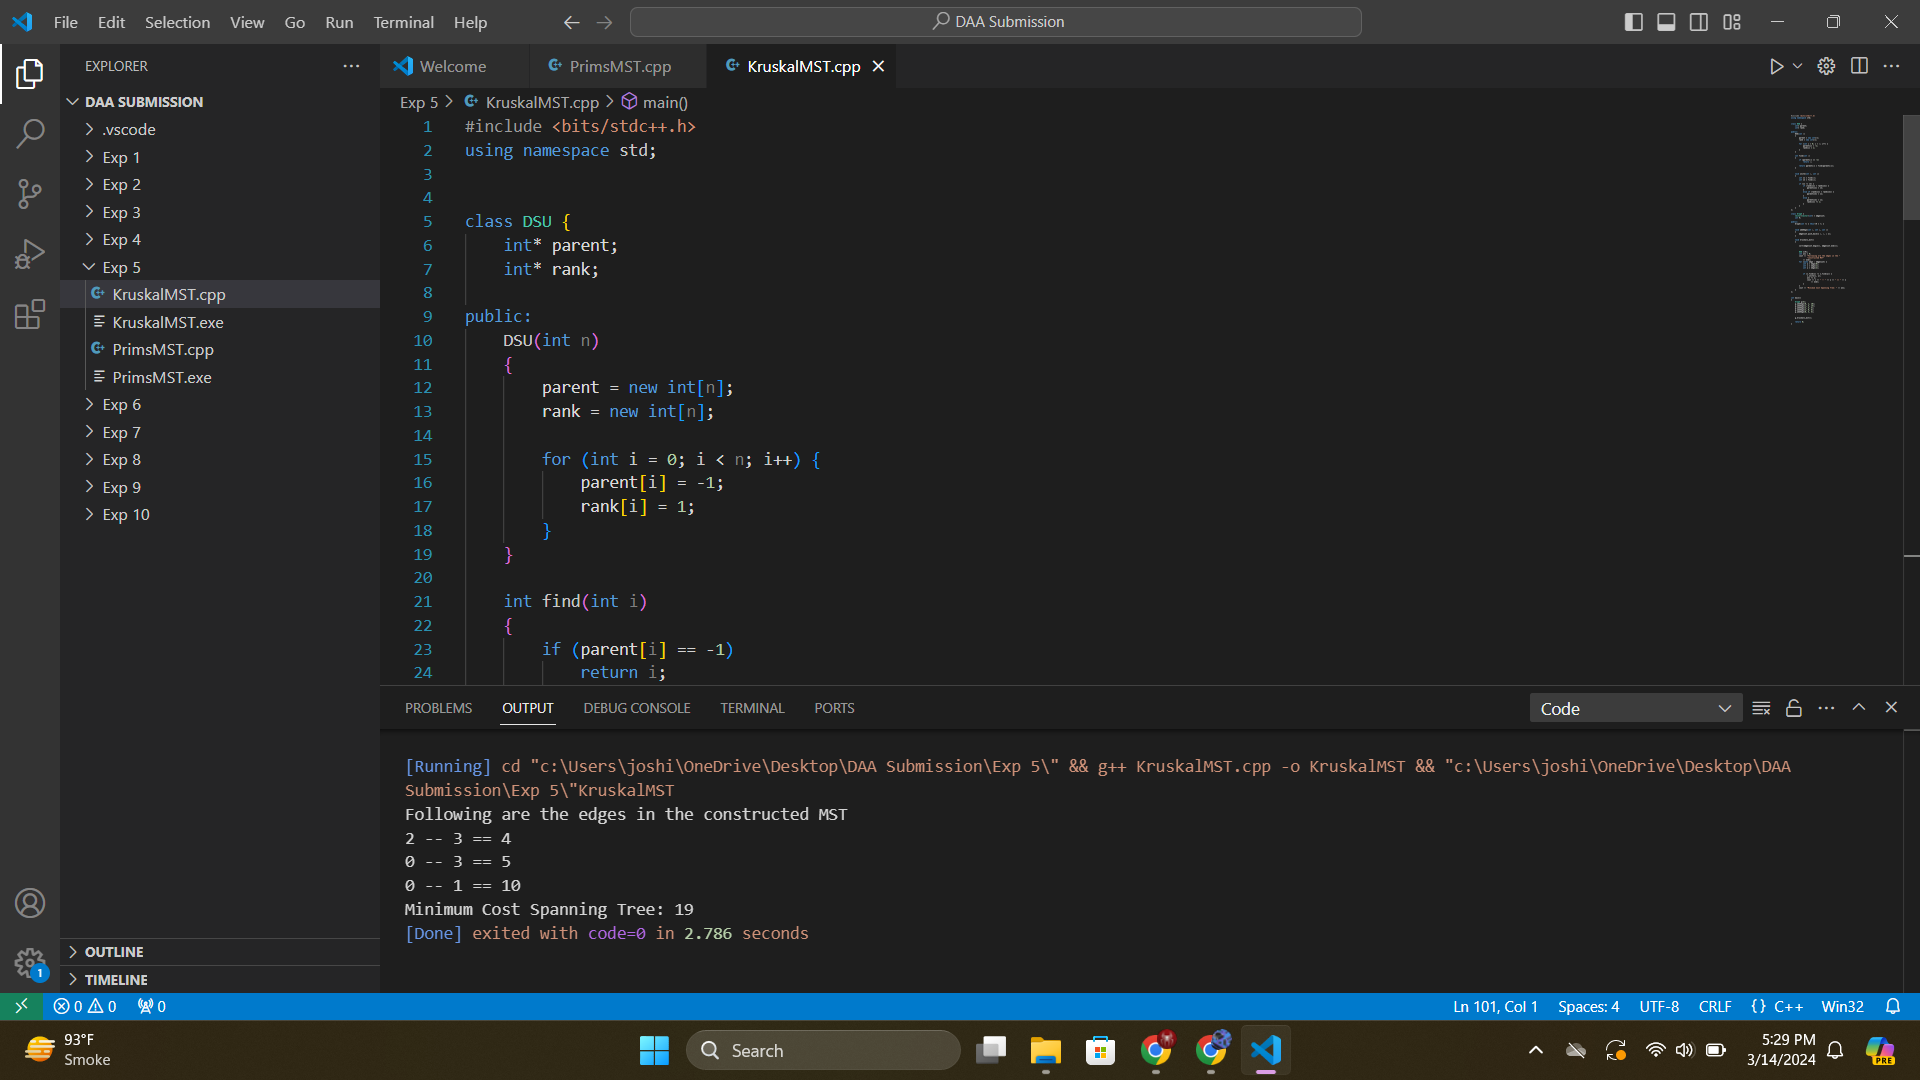 File Edit Selection View Go Run Terminal Help
DAA Submission
EXPLORER
DAA SUBMISSION
.vscode
Exp 1
Exp 2
Exp 3
Exp 4
Exp 5
KruskalMST.cpp
KruskalMST.exe
PrimsMST.cpp
PrimsMST.exe
Exp 6
Exp 7
Exp 8
Exp 9
Exp 10
OUTLINE
TIMELINE
1
Welcome PrimsMST.cpp KruskalMST.cpp
Exp 5 > KruskalMST.cpp > main()
1 #include <bits/stdc++.h>
2 using namespace std;
3
4
5 class DSU {
6 int* parent;
7 int* rank;
8
9 public:
10 DSU(int n)
11 {
12 parent = new int[n];
13 rank = new int[n];
14
15 for (int i = 0; i < n; i++) {
16 parent[i] = -1;
17 rank[i] = 1;
18 }
19 }
20
21 int find(int i)
22 {
23 if (parent[i] == -1)
24 return i;
PROBLEMS OUTPUT DEBUG CONSOLE TERMINAL PORTS
Code
[Running] cd "c:\Users\joshi\OneDrive\Desktop\DAA Submission\Exp 5\" && g++ KruskalMST.cpp -o KruskalMST && "c:\Users\joshi\OneDrive\Desktop\DAA
Submission\Exp 5\"KruskalMST
Following are the edges in the constructed MST
2 -- 3 == 4
0 -- 3 == 5
0 -- 1 == 10
Minimum Cost Spanning Tree: 19
[Done] exited with code=0 in 2.786 seconds
0 0 0
Ln 101, Col 1 Spaces: 4 UTF-8 CRLF {} C++ Win32
93°F
Smoke
Search
5:29 PM
3/14/2024
PRE